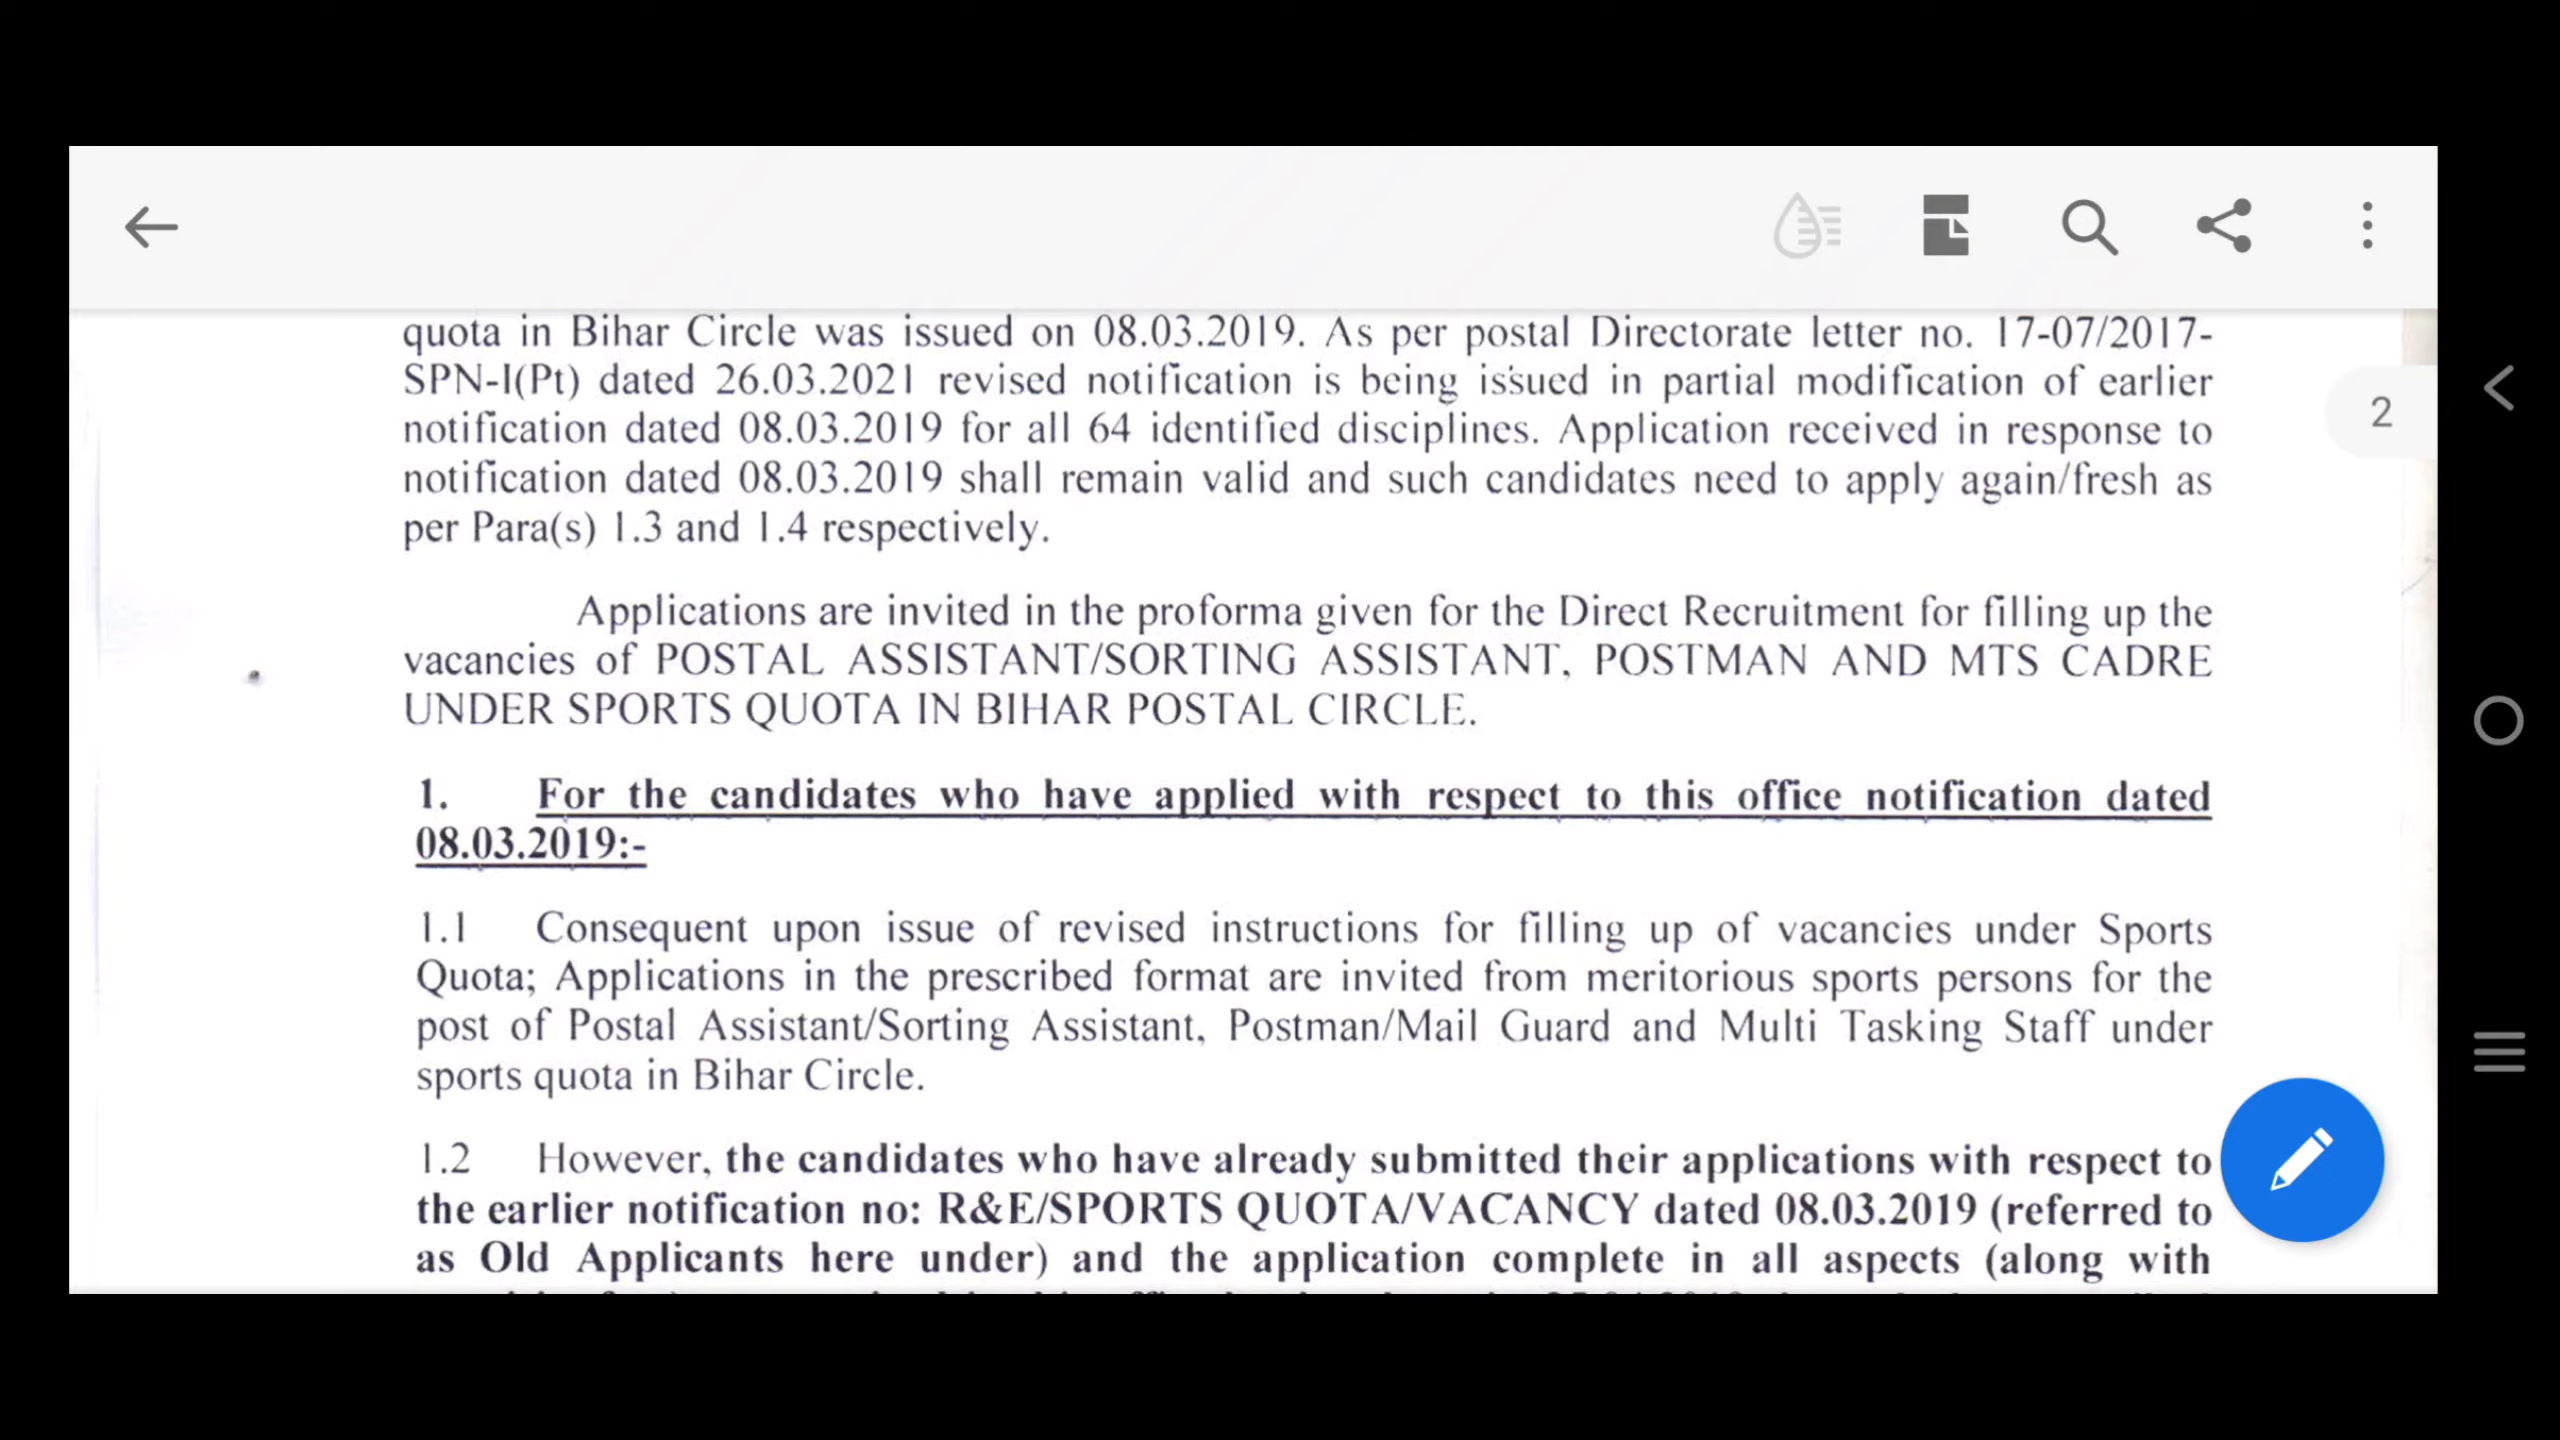 quota in Bihar Circle was issued on 08.03.2019. As per postal Directorate letter no. 17-07/2017-
SPN-I(Pt) dated 26.03.2021 revised notification is being issued in partial modification of earlier
notification dated 08.03.2019 for all 64 identified disciplines. Application received in response to
notification dated 08.03.2019 shall remain valid and such candidates need to apply again/fresh as
per Para(s) 1.3 and 1.4 respectively.
2
Applications are invited in the proforma given for the Direct Recruitment for filling up the
vacancies of POSTAL ASSISTANT/SORTING ASSISTANT, POSTMAN AND MTS CADRE
UNDER SPORTS QUOTA IN BIHAR POSTAL CIRCLE.
1. For the candidates who have applied with respect to this office notification dated
08.03.2019:-
1.1 Consequent upon issue of revised instructions for filling up of vacancies under Sports
Quota; Applications in the prescribed format are invited from meritorious sports persons for the
post of Postal Assistant/Sorting Assistant, Postman/Mail Guard and Multi Tasking Staff under
sports quota in Bihar Circle.
1.2 However, the candidates who have already submitted their applications with respect to
the earlier notification no: R&E/SPORTS QUOTA/VACANCY dated 08.03.2019 (referred to
as Old Applicants here under) and the application complete in all aspects (along with